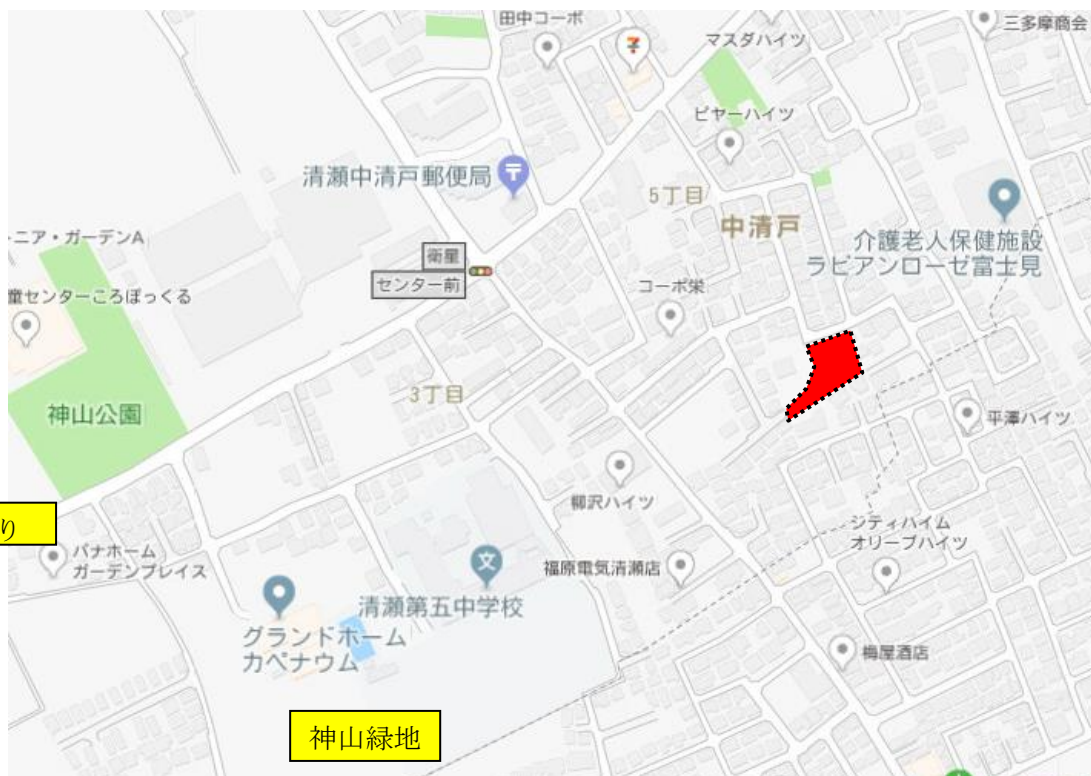 田中コーポ
三多摩商会
マスダハイツ
ピヤーハイツ
清瀬中清戸郵便局
5丁目
中清戸
介護老人保健施設
ラビアンローゼ富士見
ニア・ガーデンA
衛星
センター前
コーポ栄
童センターころぽっくる
3丁目
神山公園
平澤ハイツ
柳沢ハイツ
り
シティハイム
オリーブハイツ
パナホーム
ガーデンプレイス
福原電気清瀬店
文
清瀬第五中学校
グランドホーム
カペナウム
梅屋酒店
神山緑地